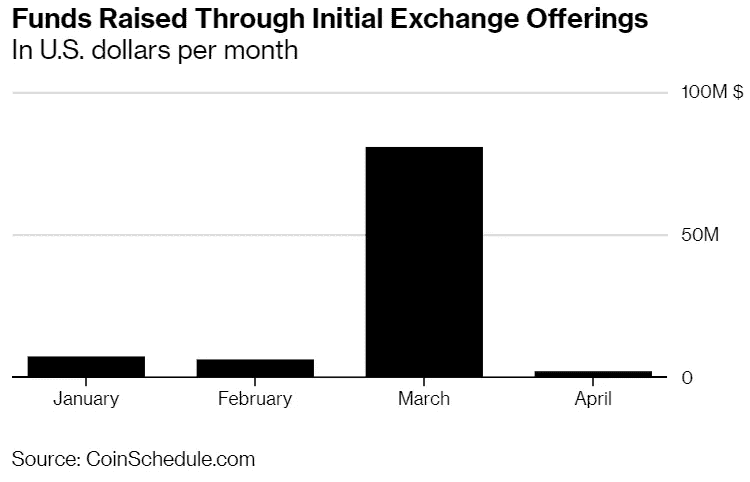 Funds Raised Through Initial Exchange Offerings
In U.S. dollars per month
100M $
50M
0
January February March April
Source: CoinSchedule.com